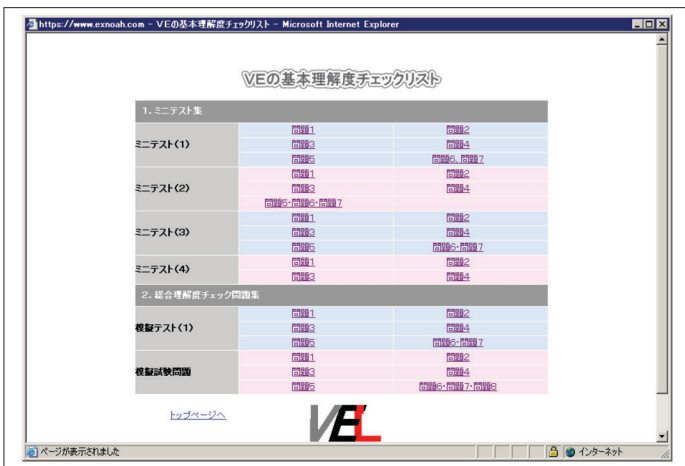 https://www.exnoah.com - VEの基本理解度チェックリスト - Microsoft Internet Explorer
VEの基本理解度チェックリスト
1．ミニテスト集
ミニテスト(1)
問題1 問題2
問題3 問題4
問題5 問題6、問題7
ミニテスト(2)
問題1 問題2
問題3 問題4
問題5・問題6・問題7
ミニテスト(3)
問題1 問題2
問題3 問題4
問題5 問題6・問題7
ミニテスト(4)
問題1 問題2
問題3 問題4
2．総合理解度チェック問題集
模擬テスト(1)
問題1 問題2
問題3 問題4
問題5 問題6・問題7
模擬試験問題
問題1 問題2
問題3 問題4
問題5 問題6・問題7・問題8
トップページへ
VEL
ページが表示されました インターネット